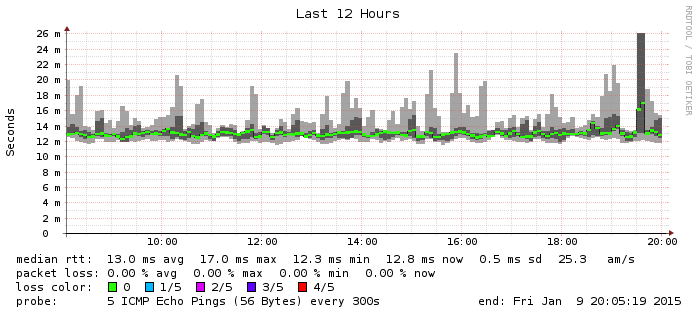 Last 12 Hours
RRDTOOL / TOBI OETIKER
Seconds
26 m
24 m
22 m
20 m
18 m
16 m
14 m
12 m
10 m
8 m
6 m
4 m
2 m
0
10:00 12:00 14:00 16:00 18:00 20:00
median rtt: 13.0 ms avg 17.0 ms max 12.3 ms min 12.8 ms now 0.5 ms sd 25.3 am/s
packet loss: 0.00 % avg 0.00 % max 0.00 % min 0.00 % now
loss color: 0 1/5 2/5 3/5 4/5
probe: 5 ICMP Echo Pings (56 Bytes) every 300s end: Fri Jan 9 20:05:19 2015